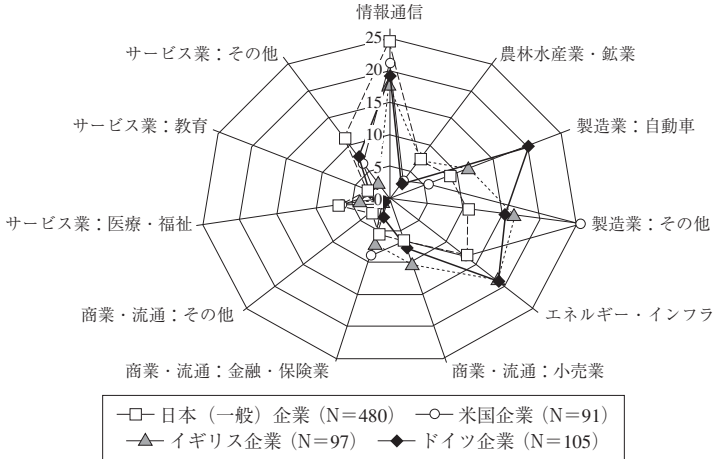 情報通信
サービス業：その他
農林水産業・鉱業
サービス業：教育
製造業：自動車
サービス業：医療・福祉
製造業：その他
商業・流通：その他
エネルギー・インフラ
商業・流通：金融・保険業
商業・流通：小売業
25
20
15
10
5
0
日本（一般）企業（N＝480） 米国企業（N＝91）
イギリス企業（N＝97） ドイツ企業（N＝105）